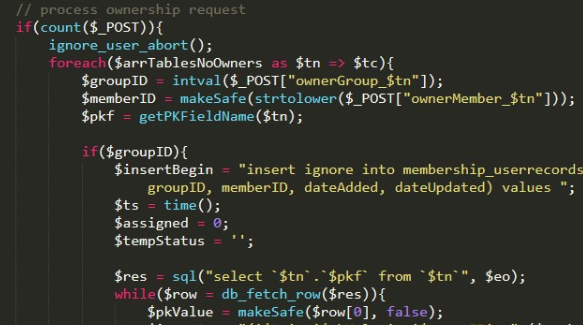 // process ownership request
if(count($_POST)){
ignore_user_abort();
foreach($arrTablesNoOwners as $tn => $tc){
$groupID = intval($_POST["ownerGroup_$tn"]);
$memberID = makeSafe(strtolower($_POST["ownerMember_$tn"]));
$pkf = getPKFieldName($tn);
if($groupID){
$insertBegin = "insert ignore into membership_userrecords
groupID, memberID, dateAdded, dateUpdated) values ";
$ts = time();
$assigned = 0;
$tempStatus = '';
$res = sql("select `$tn`.`$pkf` from `$tn`", $eo);
while($row = db_fetch_row($res)){
$pkValue = makeSafe($row[0], false);